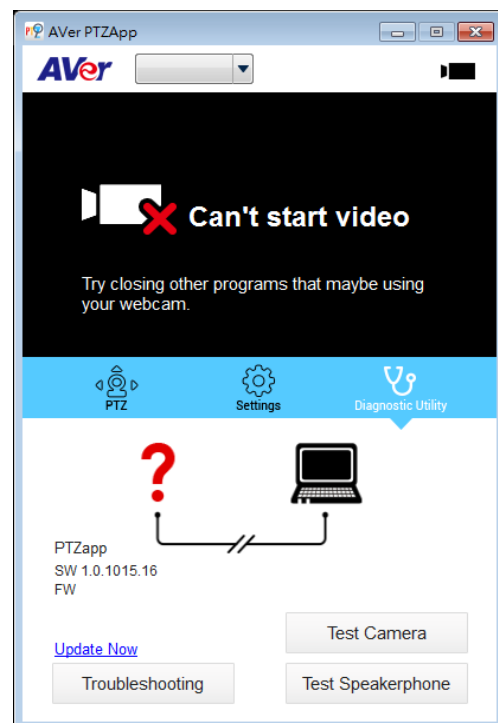 AVer PTZApp
AVer
Can't start video
Try closing other programs that maybe using
your webcam.
PTZ
Settings
Diagnostic Utility
?
PTZapp
SW 1.0.1015.16
FW
Update Now
Test Camera
Troubleshooting
Test Speakerphone